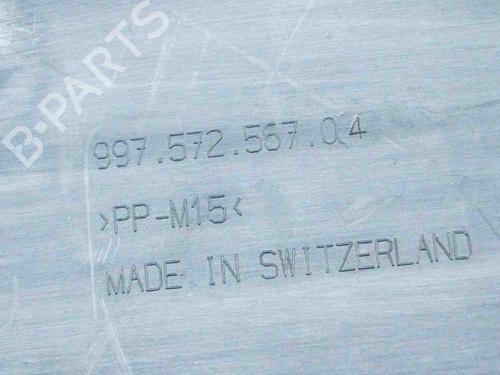 B-PARTS
997.572.567.04
>PP-M15<
MADE IN SWITZERLAND